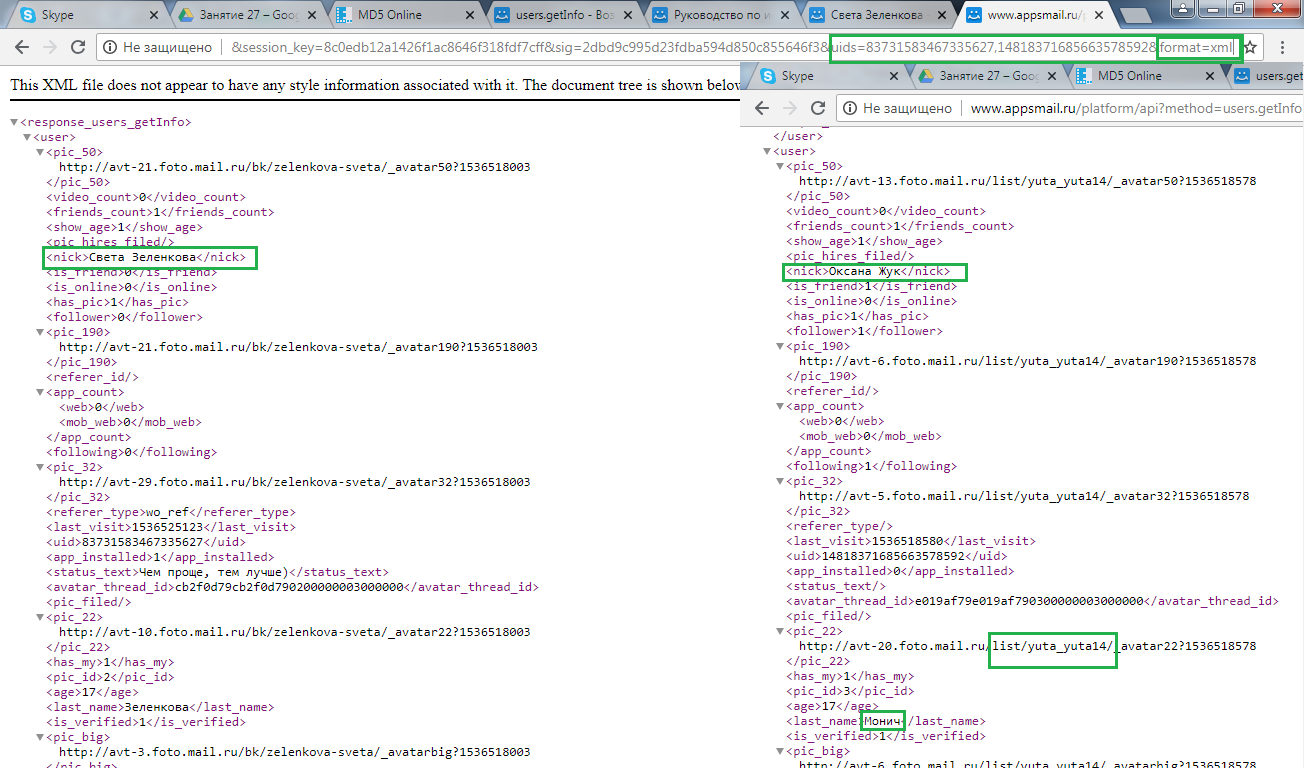 Skype
Занятие 27 – Goo
MD5 Online
users.getInfo - Воз
Руководство по и
Света Зеленкова
www.appsmail.ru/p
Не защищено
&session_key=8c0edb12a1426f1ac8646f318fdf7cff&sig=2dbd9c995d23fdba594d850c855646f3&uids=83731583467335627,14818371685663578592&format=xml
This XML file does not appear to have any style information associated with it. The document tree is shown below
<response_users_getInfo>
<user>
<pic_50>
http://avt-21.foto.mail.ru/bk/zelenkova-sveta/_avatar50?1536518003
</pic_50>
<video_count>0</video_count>
<friends_count>1</friends_count>
<show_age>1</show_age>
<pic_hires_filed/>
<nick>Света Зеленкова</nick>
<is_friend>0</is_friend>
<is_online>0</is_online>
<has_pic>1</has_pic>
<follower>0</follower>
<pic_190>
http://avt-21.foto.mail.ru/bk/zelenkova-sveta/_avatar190?1536518003
</pic_190>
<referer_id/>
<app_count>
<web>0</web>
<mob_web>0</mob_web>
</app_count>
<following>0</following>
<pic_32>
http://avt-29.foto.mail.ru/bk/zelenkova-sveta/_avatar32?1536518003
</pic_32>
<referer_type>wo_ref</referer_type>
<last_visit>1536525123</last_visit>
<uid>83731583467335627</uid>
<app_installed>1</app_installed>
<status_text>Чем проще, тем лучше)</status_text>
<avatar_thread_id>cb2f0d79cb2f0d790200000003000000</avatar_thread_id>
<pic_filed/>
<pic_22>
http://avt-10.foto.mail.ru/bk/zelenkova-sveta/_avatar22?1536518003
</pic_22>
<has_my>1</has_my>
<pic_id>2</pic_id>
<age>17</age>
<last_name>Зеленкова</last_name>
<is_verified>1</is_verified>
<pic_big>
http://avt-3.foto.mail.ru/bk/zelenkova-sveta/_avatarbig?1536518003
</pic_big>
Skype
Занятие 27 – Goo
MD5 Online
users.getI
Не защищено
www.appsmail.ru/platform/api?method=users.getInfo
</user>
<user>
<pic_50>
http://avt-13.foto.mail.ru/list/yuta_yuta14/_avatar50?1536518578
</pic_50>
<video_count>0</video_count>
<friends_count>1</friends_count>
<show_age>1</show_age>
<pic_hires_filed/>
<nick>Оксана Жук</nick>
<is_friend>1</is_friend>
<is_online>0</is_online>
<has_pic>1</has_pic>
<follower>1</follower>
<pic_190>
http://avt-6.foto.mail.ru/list/yuta_yuta14/_avatar190?1536518578
</pic_190>
<referer_id/>
<app_count>
<web>0</web>
<mob_web>0</mob_web>
</app_count>
<following>1</following>
<pic_32>
http://avt-5.foto.mail.ru/list/yuta_yuta14/_avatar32?1536518578
</pic_32>
<referer_type/>
<last_visit>1536518580</last_visit>
<uid>14818371685663578592</uid>
<app_installed>0</app_installed>
<status_text/>
<avatar_thread_id>e019af79e019af790300000003000000</avatar_thread_id>
<pic_filed/>
<pic_22>
http://avt-20.foto.mail.ru/list/yuta_yuta14/_avatar22?1536518578
</pic_22>
<has_my>1</has_my>
<pic_id>3</pic_id>
<age>17</age>
<last_name>Монич</last_name>
<is_verified>1</is_verified>
<pic_big>
http://avt-6.foto.mail.ru/list/yuta_yuta14/_avatarbig?1536518578